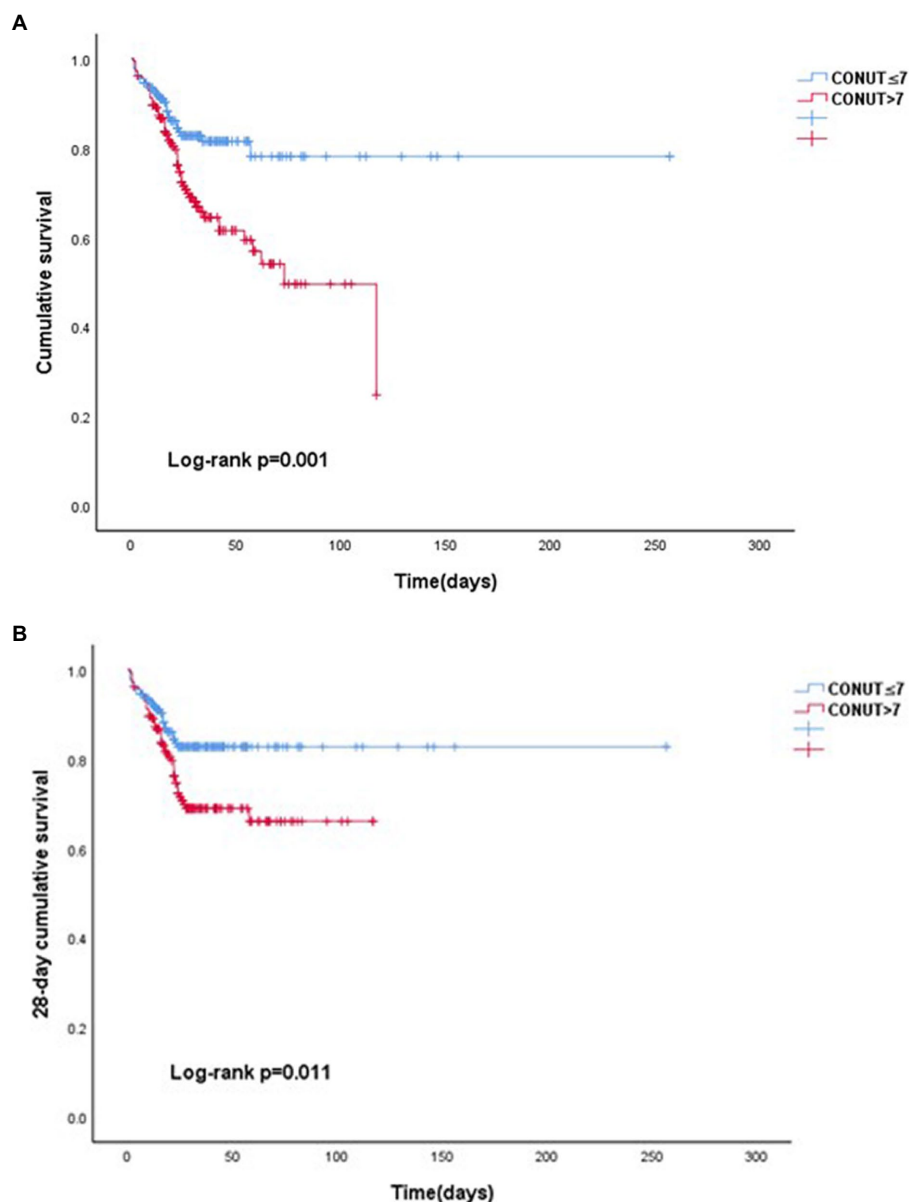 A
1.0
0.8
0.6
0.4
0.2
0.0
Cumulative survival
CONUT ≤7
CONUT>7
Log-rank p=0.001
0 50 100 150 200 250 300
Time(days)
B
1.0
0.8
0.6
0.4
0.2
0.0
28-day cumulative survival
CONUT ≤7
CONUT>7
Log-rank p=0.011
0 50 100 150 200 250 300
Time(days)